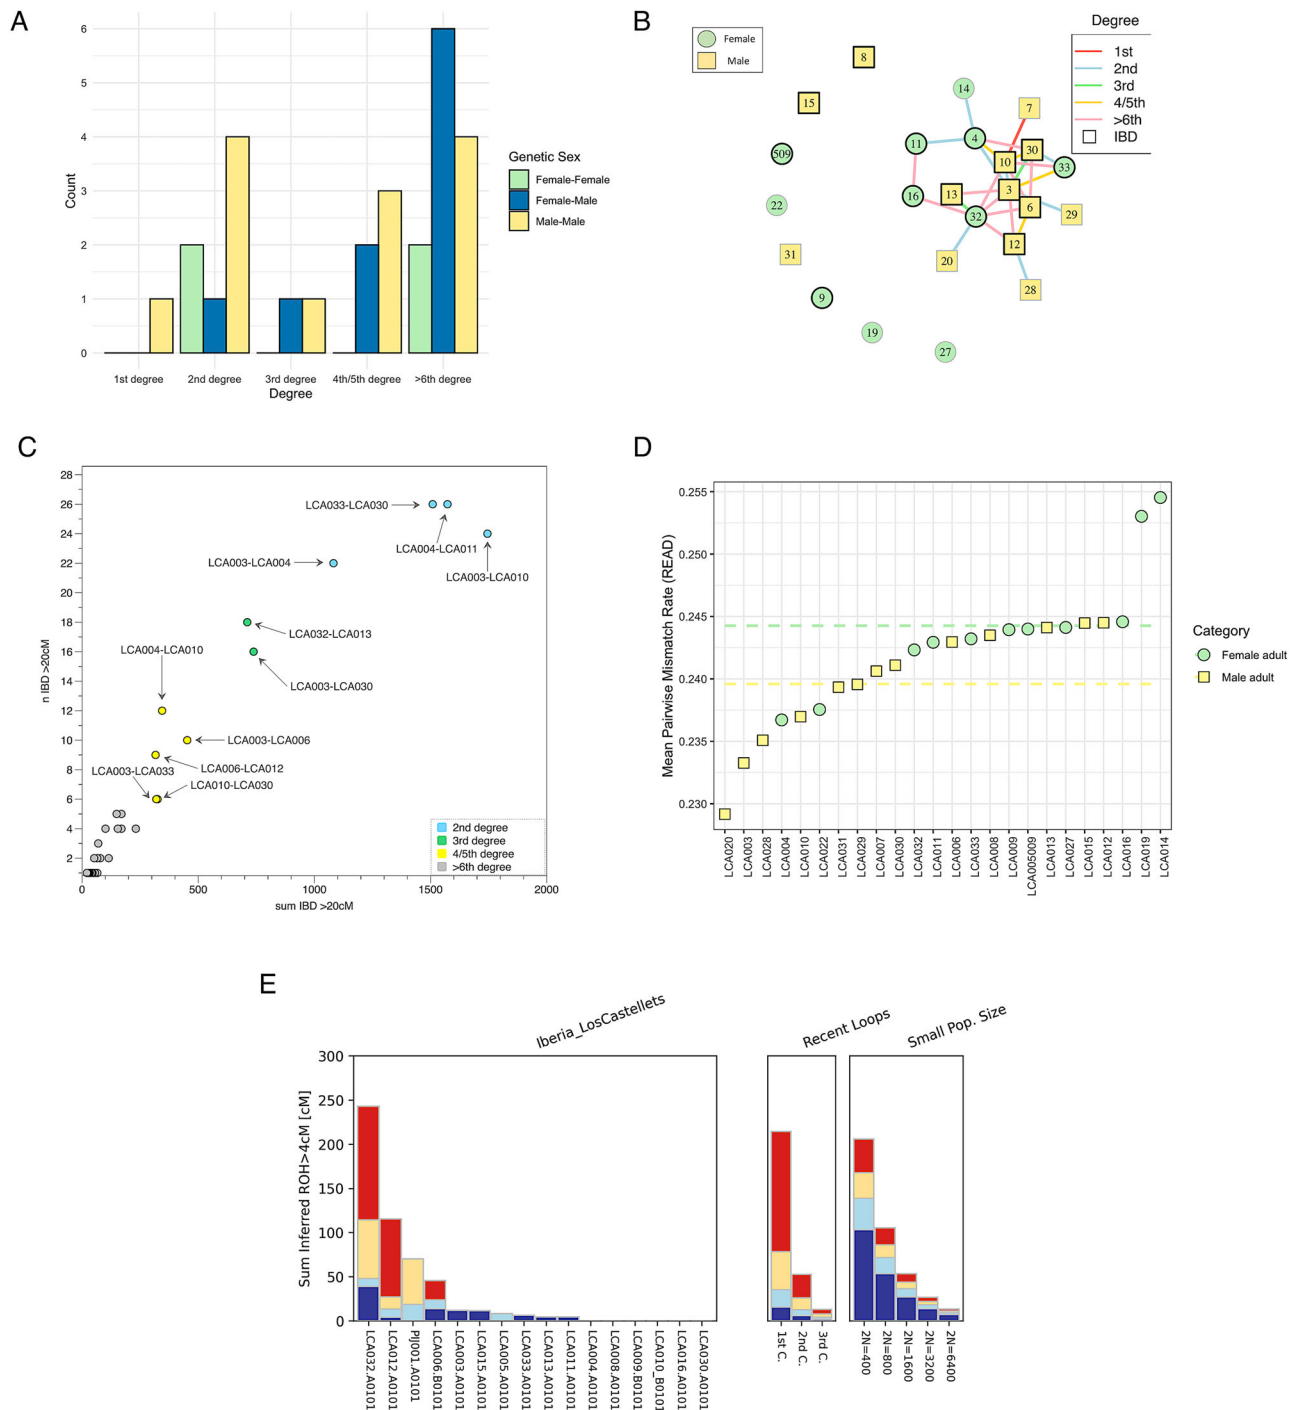 A
6
5
4
3
2
1
0
Count
1st degree
2nd degree
3rd degree
4th/5th degree
>6th degree
Degree
Genetic Sex
Female-Female
Female-Male
Male-Male
B
Female
Male
Degree
1st
2nd
3rd
4/5th
>6th
IBD
8
15
509
22
31
9
19
27
14
7
11
4
30
10
33
16
13
3
32
6
29
12
20
28
C
28
26
24
22
20
18
16
14
12
10
8
6
4
2
n IBD >20cM
0
500
1000
1500
2000
sum IBD >20cM
LCA033-LCA030
LCA004-LCA011
LCA003-LCA004
LCA003-LCA010
LCA032-LCA013
LCA004-LCA010
LCA003-LCA030
LCA003-LCA006
LCA003-LCA033
LCA006-LCA012
LCA010-LCA030
2nd degree
3rd degree
4/5th degree
>6th degree
D
0.255
0.250
0.245
0.240
0.235
0.230
Mean Pairwise Mismatch Rate (READ)
LCA020
LCA003
LCA028
LCA004
LCA010
LCA022
LCA031
LCA029
LCA007
LCA030
LCA032
LCA011
LCA006
LCA033
LCA008
LCA009
LCA005009
LCA013
LCA027
LCA015
LCA012
LCA016
LCA019
LCA014
Category
Female adult
Male adult
E
Iberia_LosCastellets
Recent Loops
Small Pop. Size
300
250
200
150
100
50
0
Sum Inferred ROH>4cM [cM]
LCA032.A0101
LCA012.A0101
PIJ001.A0101
LCA006.B0101
LCA003.A0101
LCA015.A0101
LCA005.A0101
LCA033.A0101
LCA013.A0101
LCA011.A0101
LCA004.A0101
LCA008.A0101
LCA009.B0101
LCA010_B0101
LCA016.A0101
LCA030.A0101
1st C.
2nd C.
3rd C.
2N=400
2N=800
2N=1600
2N=3200
2N=6400